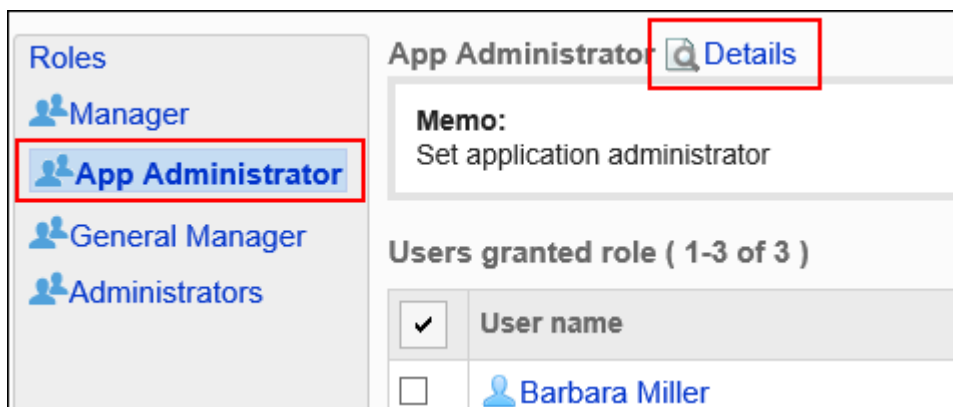 Roles
Manager
App Administrator
General Manager
Administrators
App Administrator Details
Memo:
Set application administrator
Users granted role ( 1-3 of 3 )
User name
Barbara Miller